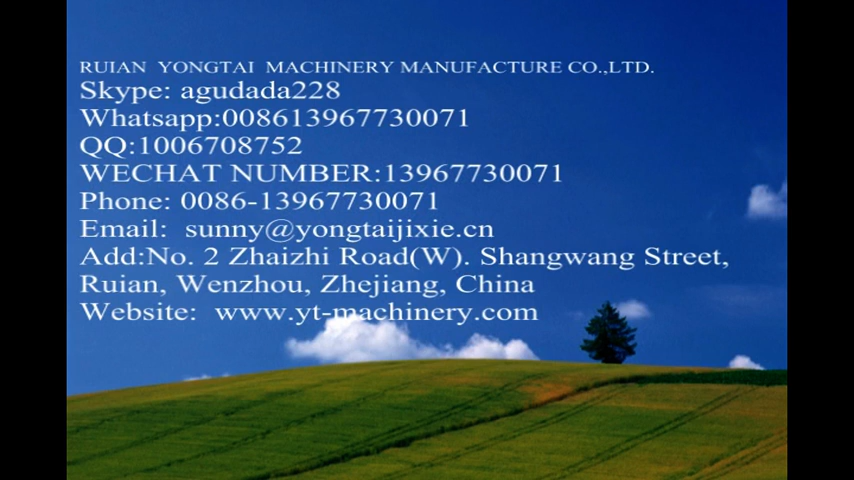 RUIAN YONGTAI MACHINERY MANUFACTURE CO.,LTD.
Skype: agudada228
Whatsapp:008613967730071
QQ:1006708752
WECHAT NUMBER:13967730071
Phone: 0086-13967730071
Email: sunny@yongtaijixie.cn
Add:No. 2 Zhaizhi Road(W). Shangwang Street,
Ruian, Wenzhou, Zhejiang, China
Website: www.yt-machinery.com